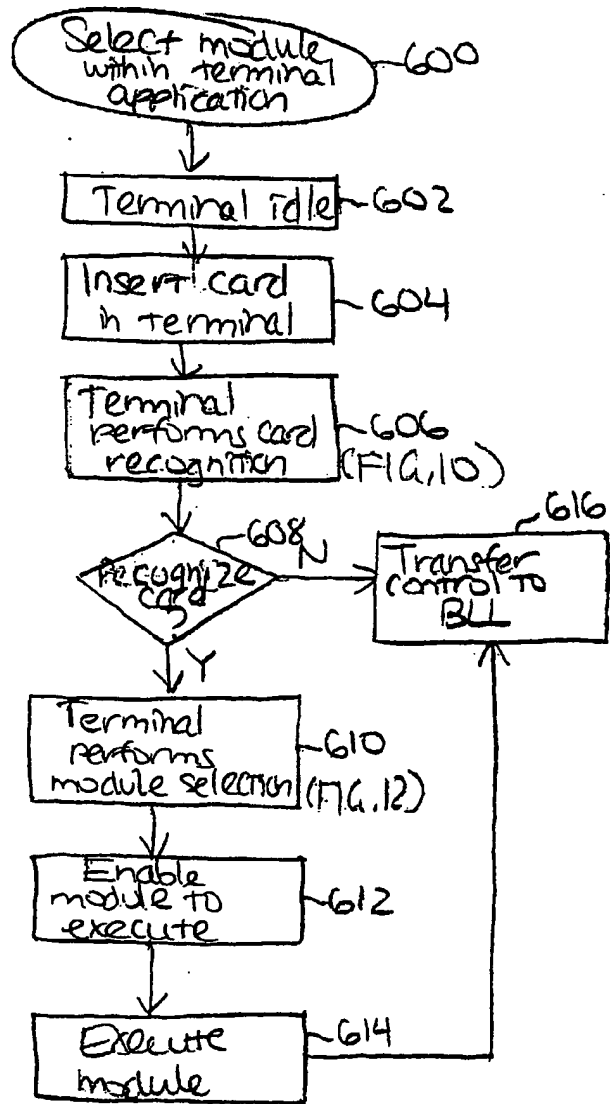 Select module
within terminal
application
600
Terminal idle
602
Insert card
in terminal
604
Terminal
performs card
recognition
606
(FIG.10)
608
Recognize
card
?
N
Y
616
Transfer
control to
BLL
Terminal
performs
module selection
610
(FIG.12)
Enable
module to
execute
612
Execute
module
614